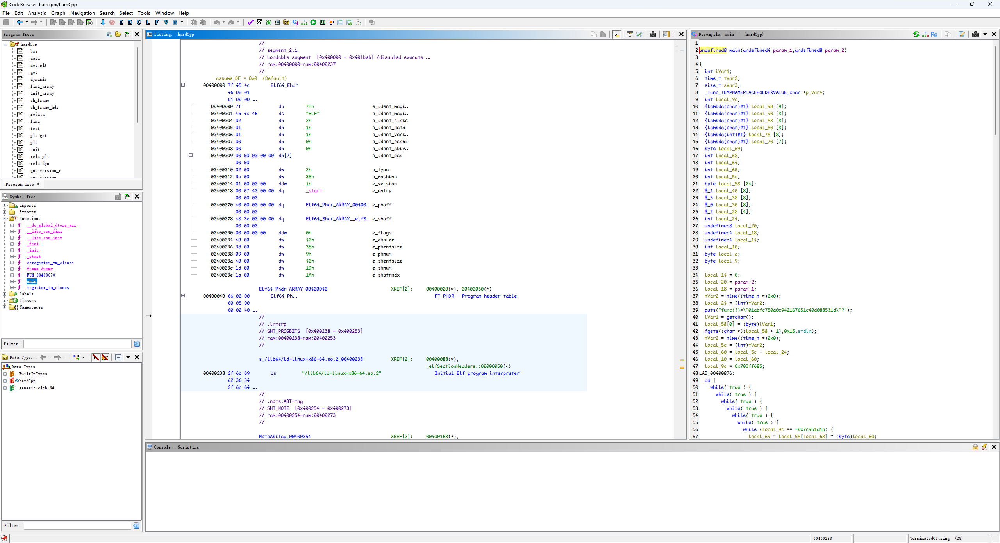 CodeBrowser: hardcpp:/hardCpp
File Edit Analysis Graph Navigation Search Select Tools Window Help
I D U L F V B
Program Trees
hardCpp
.bss
.data
.got.plt
.got
.dynamic
.fini_array
.init_array
.eh_frame
.eh_frame_hdr
.rodata
.fini
.text
.plt.got
.plt
.init
.rela.plt
.rela.dyn
.gnu.version_r
Program Tree ×
Symbol Tree
Imports
Exports
Functions
__do_global_dtors_aux
__libc_csu_fini
__libc_csu_init
_fini
_init
_start
deregister_tm_clones
frame_dummy
FUN_00400670
main
register_tm_clones
Labels
Classes
Namespaces
Filter:
Data Type...
Data Types
BuiltInTypes
hardCpp
generic_clib_64
Filter:
Listing: hardCpp
//
// segment_2.1
// Loadable segment [0x400000 - 0x401beb] (disabled execute ...
// ram:00400000-ram:00400237
//
assume DF = 0x0 (Default)
00400000 7f 45 4c Elf64_Ehdr
46 02 01
01 00 00 ...
00400000 7f db 7Fh e_ident_magi...
00400001 45 4c 46 ds "ELF" e_ident_magi...
00400004 02 db 2h e_ident_class
00400005 01 db 1h e_ident_data
00400006 01 db 1h e_ident_vers...
00400007 00 db 0h e_ident_osabi
00400008 00 db 0h e_ident_abiv...
00400009 00 00 00 00 00 db[7] e_ident_pad
00 00
00400010 02 00 dw 2h e_type
00400012 3e 00 dw 3Eh e_machine
00400014 01 00 00 00 ddw 1h e_version
00400018 00 07 40 00 00 dq _start e_entry
00 00 00
00400020 40 00 00 00 00 dq Elf64_Phdr_ARRAY_00400... e_phoff
00 00 00
00400028 48 2e 00 00 00 dq Elf64_Shdr_ARRAY__elfS... e_shoff
00 00 00
00400030 00 00 00 00 ddw 0h e_flags
00400034 40 00 dw 40h e_ehsize
00400036 38 00 dw 38h e_phentsize
00400038 09 00 dw 9h e_phnum
0040003a 40 00 dw 40h e_shentsize
0040003c 1d 00 dw 1Dh e_shnum
0040003e 1a 00 dw 1Ah e_shstrndx
Elf64_Phdr_ARRAY_00400040 XREF[2]: 00400020(*), 00400050(*)
00400040 06 00 00 Elf64_Ph... PT_PHDR - Program header table
00 05 00
00 00 40 ...
//
// .interp
// SHT_PROGBITS [0x400238 - 0x400253]
// ram:00400238-ram:00400253
//
s_/lib64/ld-linux-x86-64.so.2_00400238 XREF[2]: 00400088(*),
_elfSectionHeaders::00000050(*)
00400238 2f 6c 69 ds "/lib64/ld-linux-x86-64.so.2" Initial Elf program interpreter
62 36 34
2f 6c 64 ...
//
// .note.ABI-tag
// SHT_NOTE [0x400254 - 0x400273]
// ram:00400254-ram:00400273
//
NoteAbiTag_00400254 XREF[2]: 00400168(*),
Decompile: main - (hardCpp)
Ro
1
2 undefined8 main(undefined4 param_1,undefined8 param_2)
3
4 {
5 int iVar1;
6 time_t tVar2;
7 size_t sVar3;
8 _func_TEMPNAMEPLACEHOLDERVALUE_char *p_Var4;
9 int local_9c;
10 {lambda(char)#1} local_98 [8];
11 {lambda(char)#1} local_90 [8];
12 {lambda(char)#1} local_88 [8];
13 {lambda(char)#1} local_80 [8];
14 {lambda(int)#1} local_78 [8];
15 {lambda(char)#1} local_70 [7];
16 byte local_69;
17 int local_68;
18 int local_64;
19 int local_60;
20 int local_5c;
21 byte local_58 [24];
22 $_1 local_40 [8];
23 $_3 local_38 [8];
24 $_0 local_30 [8];
25 $_2 local_28 [4];
26 int local_24;
27 undefined8 local_20;
28 undefined4 local_18;
29 undefined4 local_14;
30 int local_10;
31 byte local_a;
32 byte local_9;
33
34 local_14 = 0;
35 local_20 = param_2;
36 local_18 = param_1;
37 tVar2 = time((time_t *)0x0);
38 local_24 = (int)tVar2;
39 puts("func(?)=\"01abfc750a0c942167651c40d088531d\"?");
40 iVar1 = getchar();
41 local_58[0] = (byte)iVar1;
42 fgets((char *)(local_58 + 1),0x15,stdin);
43 tVar2 = time((time_t *)0x0);
44 local_5c = (int)tVar2;
45 local_60 = local_5c - local_24;
46 local_10 = local_60;
47 local_9c = 0x703ff685;
48 LAB_00400876:
49 do {
50 while( true ) {
51 while( true ) {
52 while( true ) {
53 while( true ) {
54 while( true ) {
55 while( true ) {
56 while (local_9c == -0x7c9b1d1a) {
57 local_69 = local_58[local_68] ^ (byte)local_60;
Console - Scripting
00400238
TerminatedCString (28)